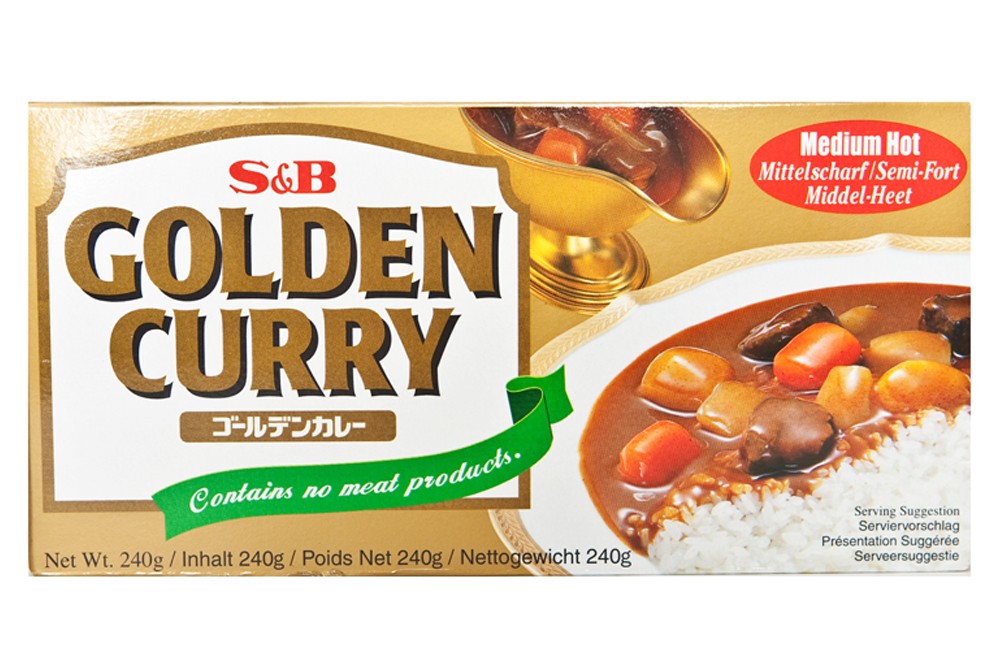 S&B
GOLDEN
CURRY
ゴールデンカレー
Contains no meat products.
Net Wt. 240g / Inhalt 240g / Poids Net 240g / Nettogewicht 240g
Medium Hot
Mittelscharf/Semi-Fort
Middel-Heet
Serving Suggestion
Serviervorschlag
Présentation Suggérée
Serveersuggestie